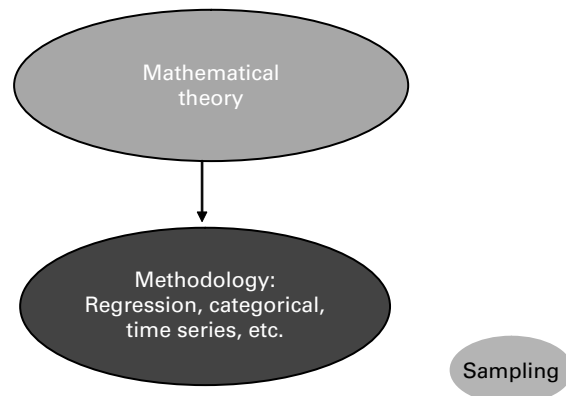 Mathematical
theory
Methodology:
Regression, categorical,
time series, etc.
Sampling